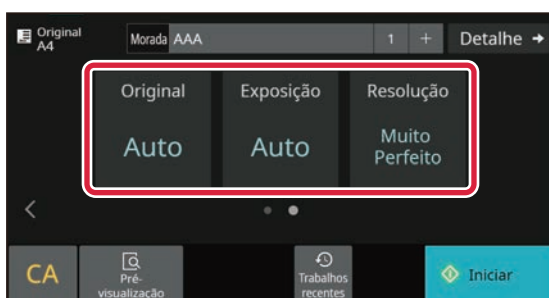 Original
A4
Morada AAA 1 + Detalhe →
Original Exposição Resolução
Auto Auto Muito
Perfeito
CA Pré-
visualização Trabalhos
recentes Iniciar